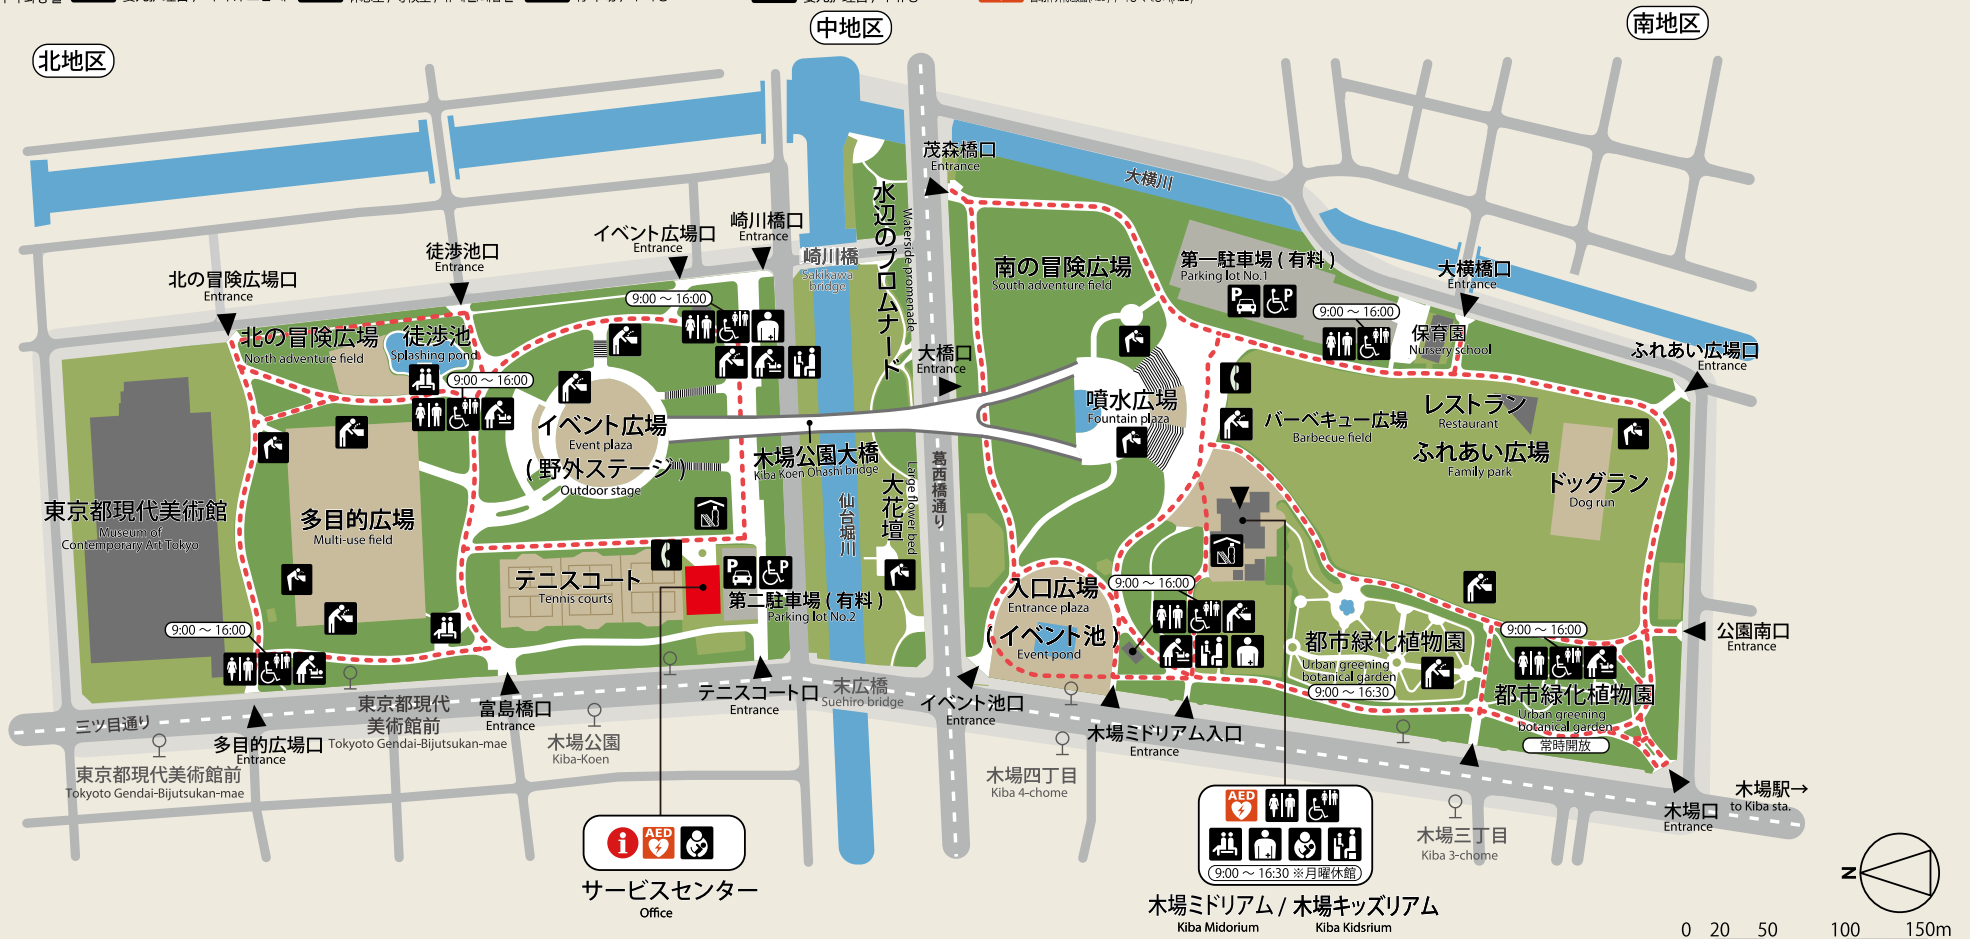 北地区
中地区
南地区
北の冒険広場口
Entrance
徒渉池口
Entrance
イベント広場口
Entrance
崎川橋口
Entrance
茂森橋口
Entrance
大横川
大横橋口
Entrance
ふれあい広場口
Entrance
崎川橋
Sakikawa
bridge
水辺のプロムナード
Waterside promenade
大橋口
Entrance
北の冒険広場
North adventure field
徒渉池
Splashing pond
9:00 ～ 16:00
9:00 ～ 16:00
イベント広場
Event plaza
(野外ステージ)
Outdoor stage
木場公園大橋
Kiba Koen Ohashi bridge
仙台堀川
大花壇
Large flower bed
葛西橋通り
南の冒険広場
South adventure field
第一駐車場(有料)
Parking lot No.1
9:00 ～ 16:00
保育園
Nursery school
噴水広場
Fountain plaza
バーベキュー広場
Barbecue field
レストラン
Restaurant
ふれあい広場
Family park
ドッグラン
Dog run
東京都現代美術館
Museum of
Contemporary Art Tokyo
多目的広場
Multi-use field
9:00 ～ 16:00
テニスコート
Tennis courts
第二駐車場(有料)
Parking lot No.2
入口広場
Entrance plaza
(イベント池)
Event pond
9:00 ～ 16:00
都市緑化植物園
Urban greening
botanical garden
9:00 ～ 16:30
9:00 ～ 16:00
都市緑化植物園
Urban greening
botanical garden
常時開放
公園南口
Entrance
三ツ目通り
東京都現代美術館前
Tokyoto Gendai-Bijutsukan-mae
多目的広場口
Entrance
東京都現代
美術館前
Tokyoto Gendai-Bijutsukan-mae
富島橋口
Entrance
木場公園
Kiba-Koen
テニスコート口
Entrance
末広橋
Suehiro bridge
イベント池口
Entrance
木場四丁目
Kiba 4-chome
木場ミドリアム入口
Entrance
木場三丁目
Kiba 3-chome
木場口
Entrance
木場駅→
to Kiba sta.
AED
サービスセンター
Office
AED
9:00 ～ 16:30 ※月曜休館
木場ミドリアム / 木場キッズリアム
Kiba Midorium
Kiba Kidsrium
N
0 20 50 100 150m